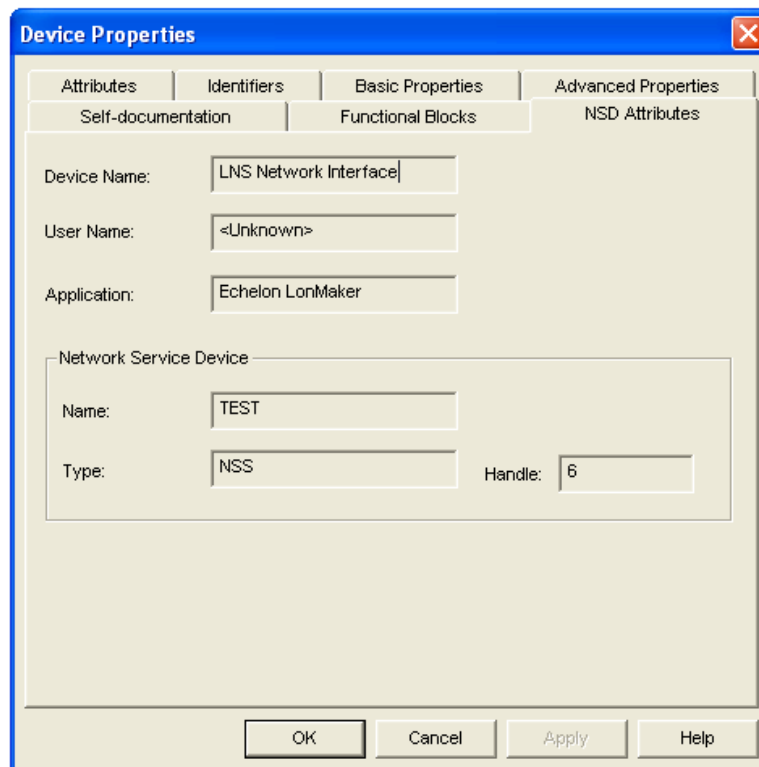 Device Properties
Attributes Identifiers Basic Properties Advanced Properties
Self-documentation Functional Blocks NSD Attributes
Device Name: LNS Network Interface
User Name: <Unknown>
Application: Echelon LonMaker
Network Service Device
Name: TEST
Type: NSS Handle: 6
OK Cancel Apply Help